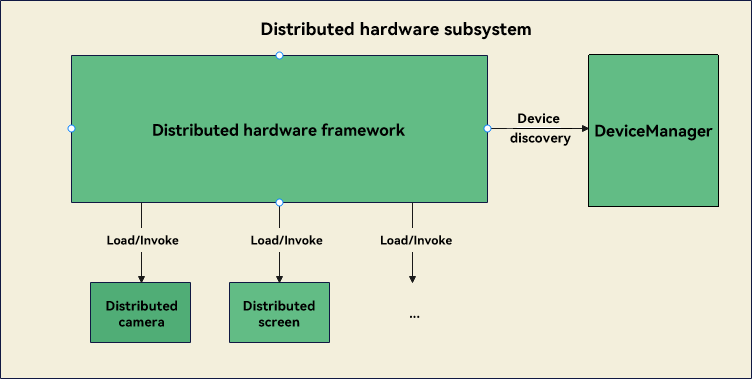 Distributed hardware subsystem
Distributed hardware framework
Device
discovery
DeviceManager
Load/Invoke
Load/Invoke
Load/Invoke
Distributed
camera
Distributed
screen
...